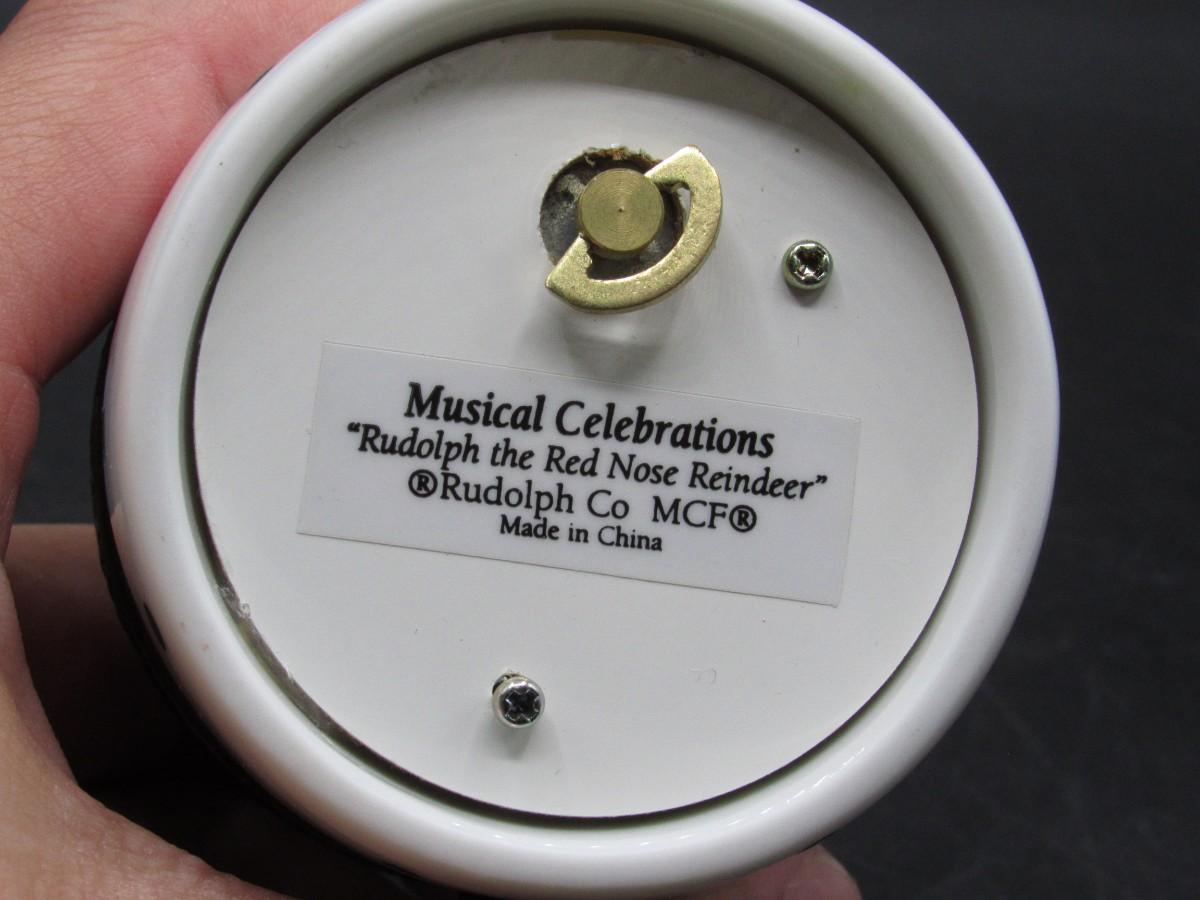 Musical Celebrations
“Rudolph the Red Nose Reindeer”
®Rudolph Co MCF®
Made in China